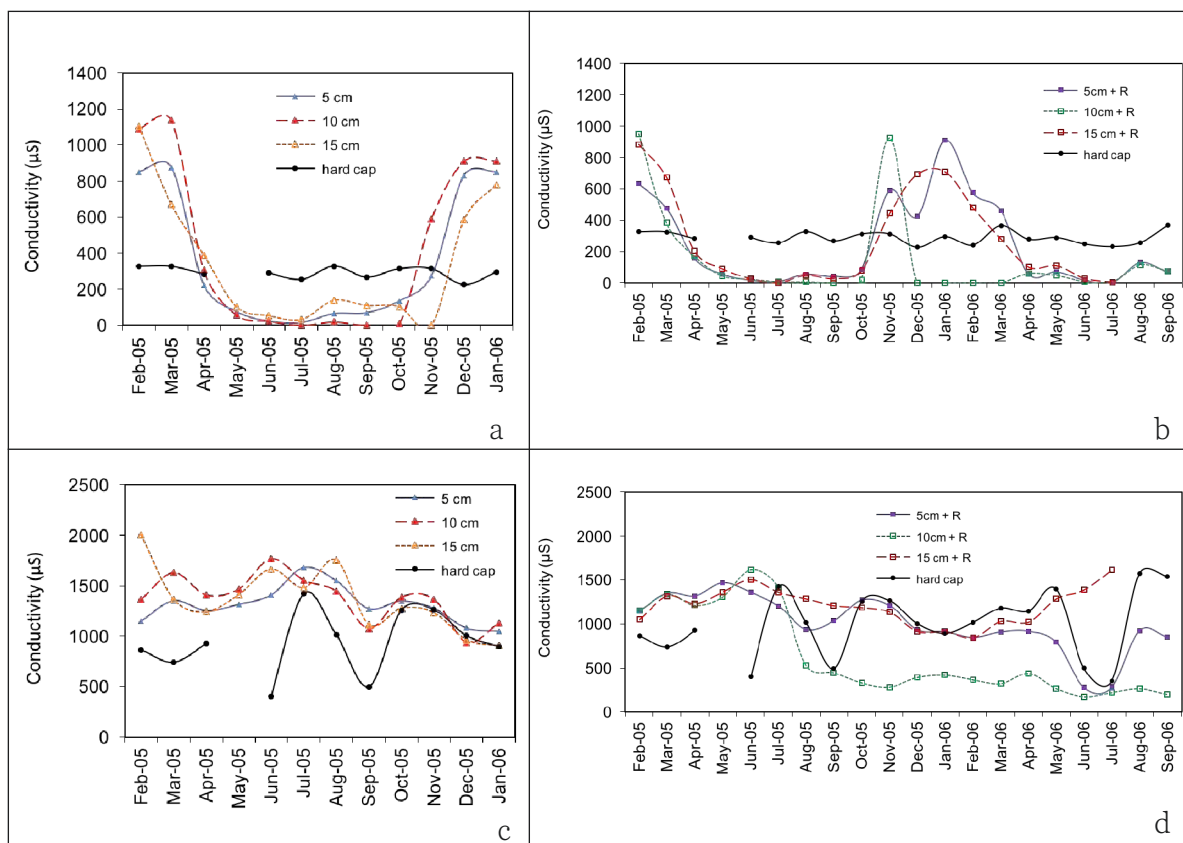 1400
1200
1000
800
600
400
200
0
Conductivity (µS)
5 cm
10 cm
15 cm
hard cap
Feb-05
Mar-05
Apr-05
May-05
Jun-05
Jul-05
Aug-05
Sep-05
Oct-05
Nov-05
Dec-05
Jan-06
a
1400
1200
1000
800
600
400
200
0
Conductivity (µS)
5cm + R
10cm + R
15 cm + R
hard cap
Feb-05
Mar-05
Apr-05
May-05
Jun-05
Jul-05
Aug-05
Sep-05
Oct-05
Nov-05
Dec-05
Jan-06
Feb-06
Mar-06
Apr-06
May-06
Jun-06
Jul-06
Aug-06
Sep-06
b
2500
2000
1500
1000
500
0
Conductivity (µS)
5 cm
10 cm
15 cm
hard cap
Feb-05
Mar-05
Apr-05
May-05
Jun-05
Jul-05
Aug-05
Sep-05
Oct-05
Nov-05
Dec-05
Jan-06
c
2500
2000
1500
1000
500
0
Conductivity (µS)
5cm + R
10cm + R
15 cm + R
hard cap
Feb-05
Mar-05
Apr-05
May-05
Jun-05
Jul-05
Aug-05
Sep-05
Oct-05
Nov-05
Dec-05
Jan-06
Feb-06
Mar-06
Apr-06
May-06
Jun-06
Jul-06
Aug-06
Sep-06
d